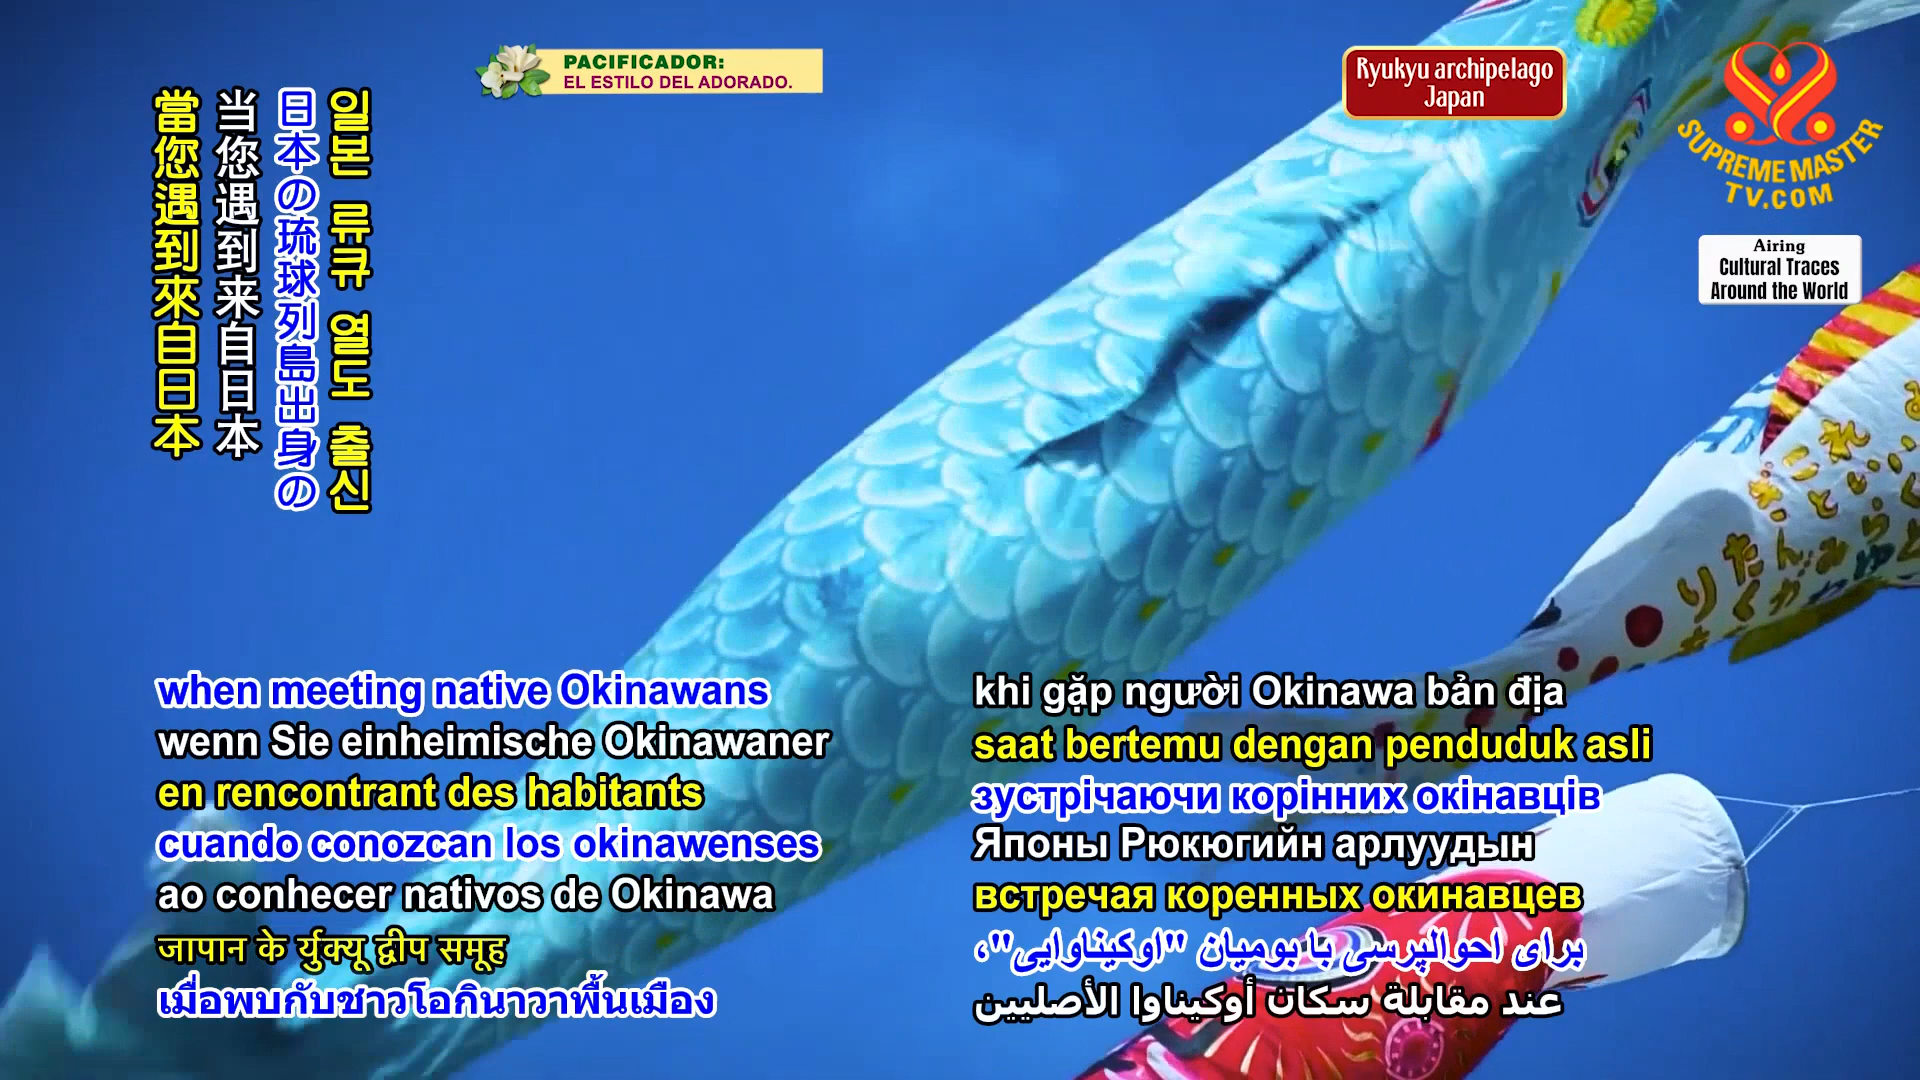 PACIFICADOR:
EL ESTILO DEL ADORADO.
Ryukyu archipelago
Japan
SUPREME MASTER
TV.COM
Airing
Cultural Traces
Around the World
일본 류큐 열도 출신
日本の琉球列島出身の
当您遇到来自日本
當您遇到來自日本
when meeting native Okinawans
wenn Sie einheimische Okinawaner
en rencontrant des habitants
cuando conozcan los okinawenses
ao conhecer nativos de Okinawa
जापान के र्युक्यू द्वीप समूह
เมื่อพบกับชาวโอกินาวาพื้นเมือง
khi gặp người Okinawa bản địa
saat bertemu dengan penduduk asli
зустрічаючи корінних окінавців
Японы Рюкюгийн арлуудын
встречая коренных окинавцев
برای احوالپرسی با بومیان "اوکیناوایی"،
عند مقابلة سكان أوكيناوا الأصليين